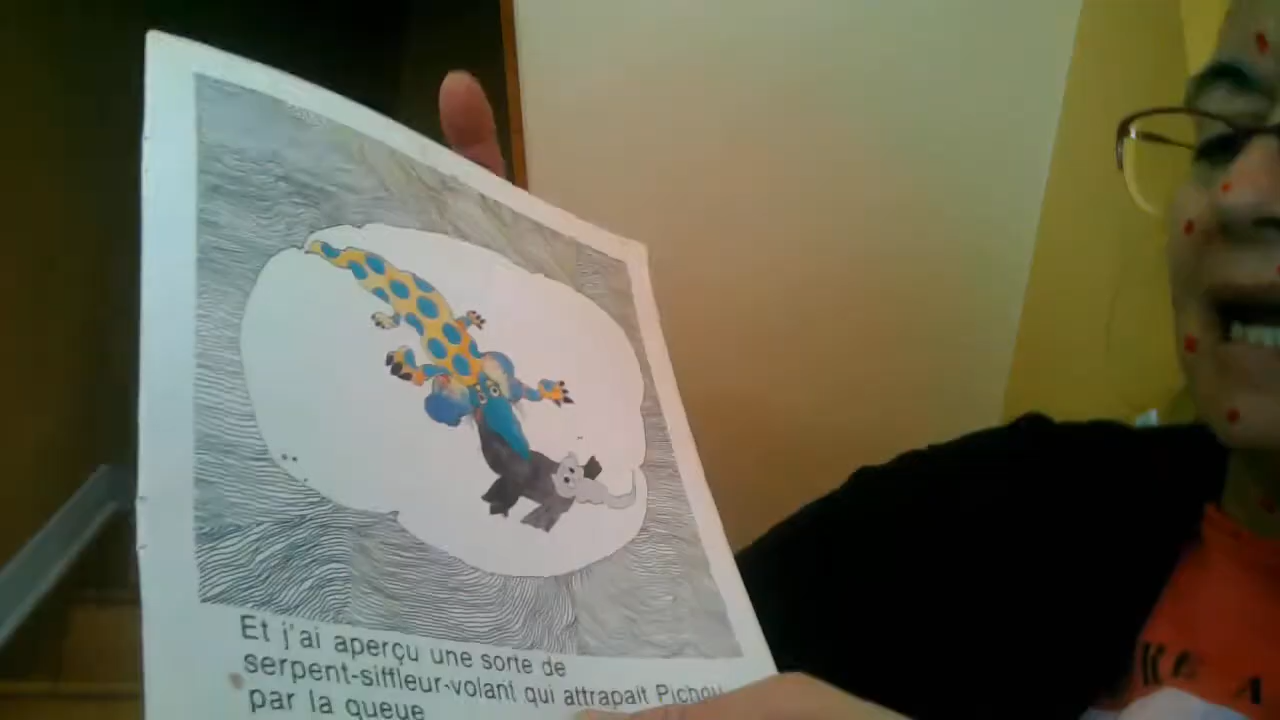 Et j'ai aperçu une sorte de
serpent-siffleur-volant qui attrapait Pichou
par la queue